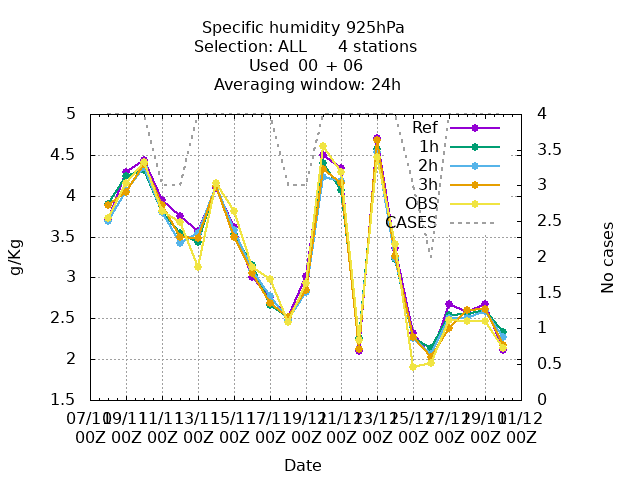 Specific humidity 925hPa
Selection: ALL 4 stations
Used 00 + 06
Averaging window: 24h
g/Kg
5
4.5
4
3.5
3
2.5
2
1.5
Ref
1h
2h
3h
OBS
CASES
4
3.5
3
2.5
2
1.5
1
0.5
0
No cases
07/11 09/11 11/11 13/11 15/11 17/11 19/11 21/11 23/11 25/11 27/11 29/11 01/12
00Z 00Z 00Z 00Z 00Z 00Z 00Z 00Z 00Z 00Z 00Z 00Z 00Z
Date